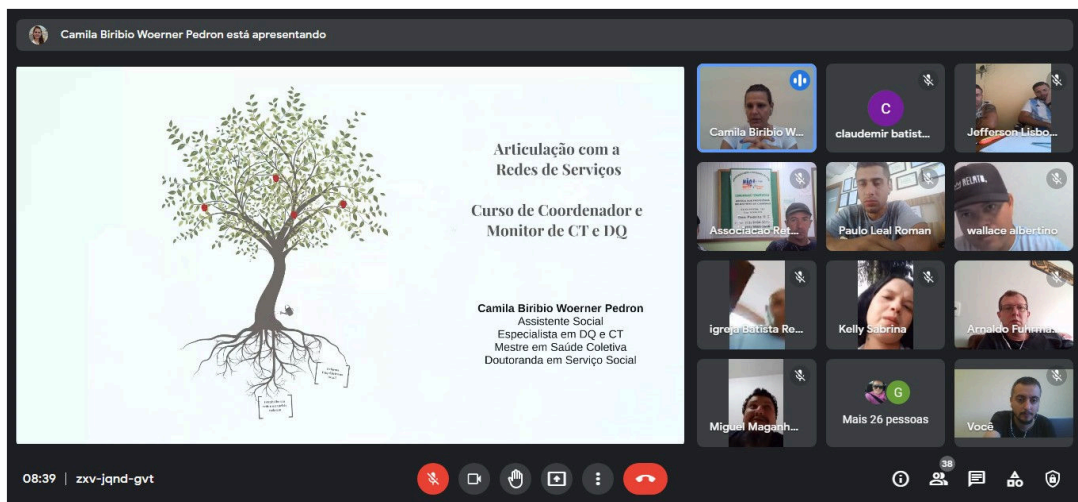 Camila Biribio Woerner Pedron está apresentando
Articulação com a
Redes de Serviços
Curso de Coordenador e
Monitor de CT e DQ
Camila Biribio Woerner Pedron
Assistente Social
Especialista em DQ e CT
Mestre em Saúde Coletiva
Doutoranda em Serviço Social
Camila Biribio W...
C
claudemir batist...
Jefferson Lisbo...
Associacao Ret...
Paulo Leal Roman
wallace albertino
igreja Batista Re...
Kelly Sabrina
Arnaldo Fuhrma...
Miguel Maganh...
G
Mais 26 pessoas
Você
08:39 | zxv-jqnd-gvt
38